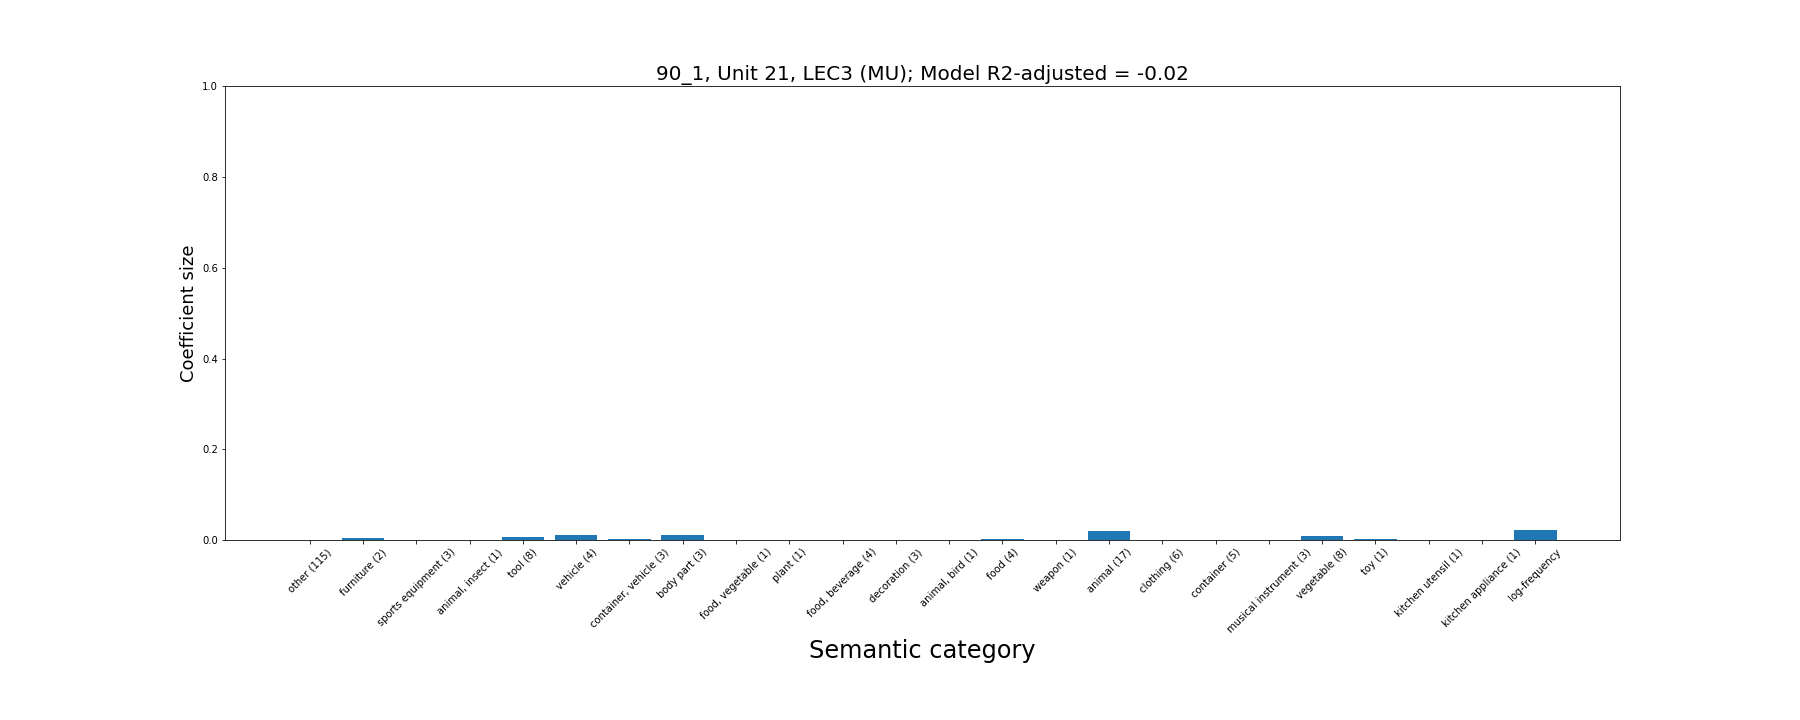 90_1, Unit 21, LEC3 (MU); Model R2-adjusted = -0.02
1.0
0.8
0.6
0.4
0.2
0.0
Coefficient size
other (115)
furniture (2)
sports equipment (3)
animal, insect (1)
tool (8)
vehicle (4)
container, vehicle (3)
body part (3)
food, vegetable (1)
plant (1)
food, beverage (4)
decoration (3)
animal, bird (1)
food (4)
weapon (1)
animal (17)
clothing (6)
container (5)
musical instrument (3)
vegetable (8)
toy (1)
kitchen utensil (1)
kitchen appliance (1)
log-frequency
Semantic category